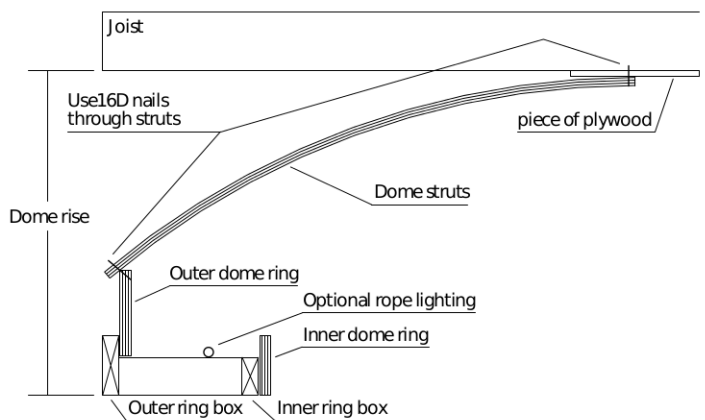 Joist
Use16D nails
through struts
piece of plywood
Dome struts
Dome rise
Outer dome ring
Optional rope lighting
Inner dome ring
Outer ring box
Inner ring box